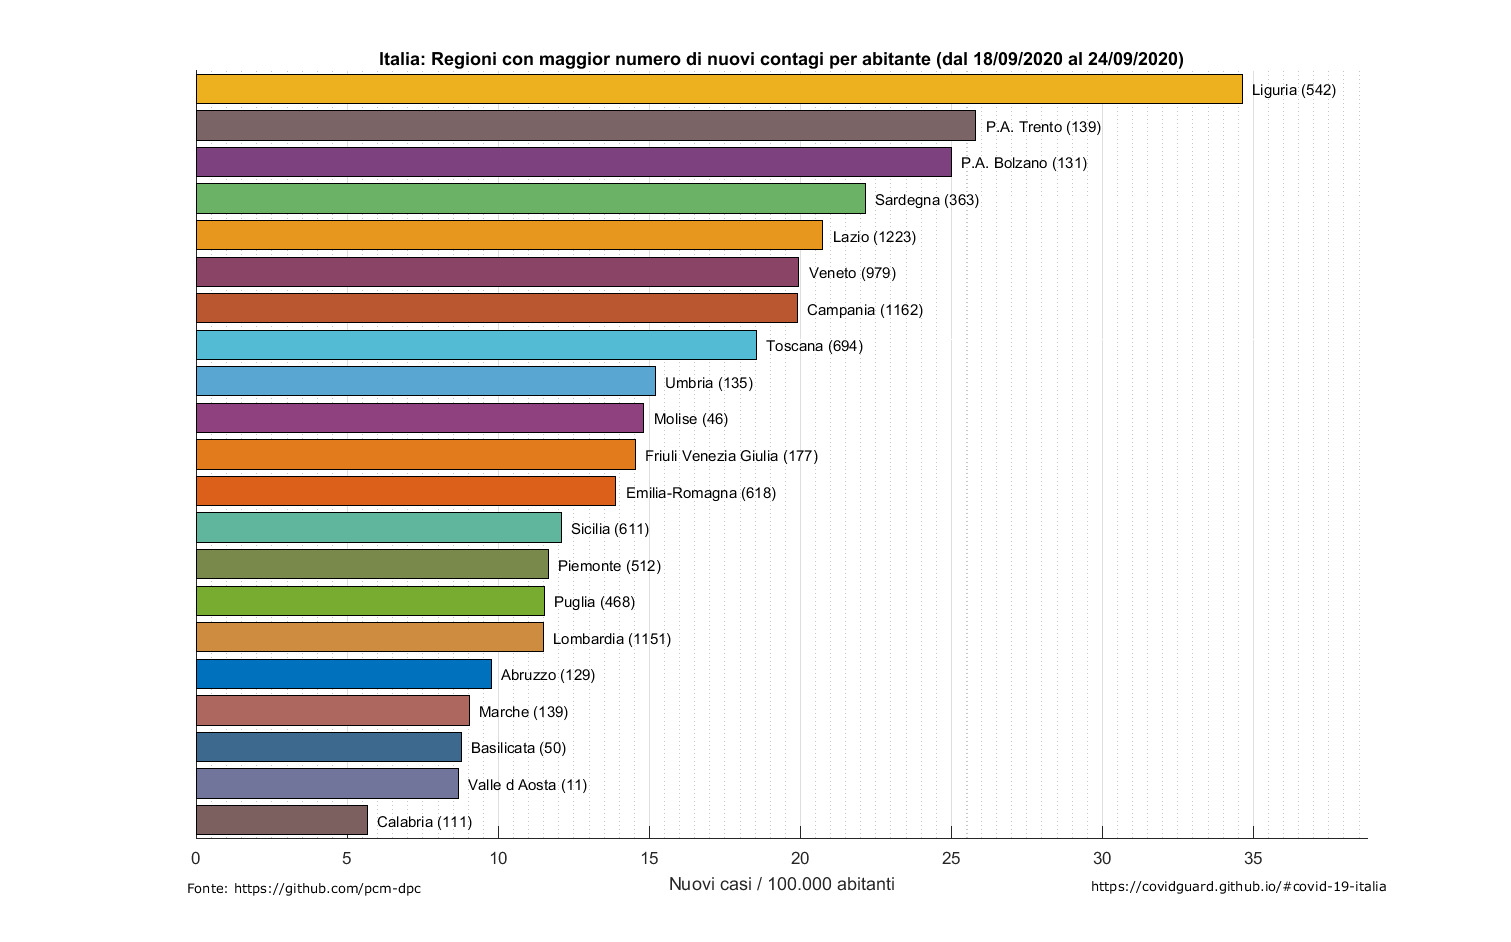 Italia: Regioni con maggior numero di nuovi contagi per abitante (dal 18/09/2020 al 24/09/2020)
Liguria (542)
P.A. Trento (139)
P.A. Bolzano (131)
Sardegna (363)
Lazio (1223)
Veneto (979)
Campania (1162)
Toscana (694)
Umbria (135)
Molise (46)
Friuli Venezia Giulia (177)
Emilia-Romagna (618)
Sicilia (611)
Piemonte (512)
Puglia (468)
Lombardia (1151)
Abruzzo (129)
Marche (139)
Basilicata (50)
Valle d Aosta (11)
Calabria (111)
0 5 10 15 20 25 30 35
Nuovi casi / 100.000 abitanti
Fonte: https://github.com/pcm-dpc
https://covidguard.github.io/#covid-19-italia